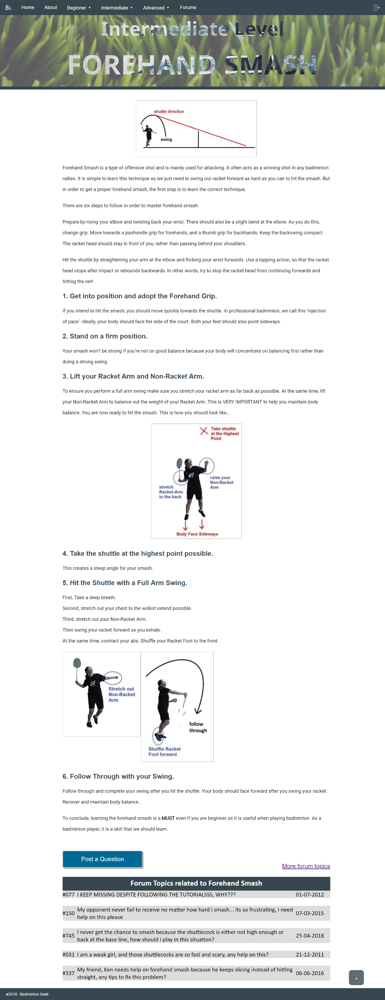 BG Home About Beginner ▼ Intermediate ▼ Advanced ▼ Forums
Intermediate Level
FOREHAND SMASH
shuttle direction
swing
Forehand Smash is a type of offensive shot and is mainly used for attacking. It often acts as a winning shot in any badminton
rallies. It is simple to learn this technique as we just need to swing our racket forward as hard as you can to hit the smash. But
in order to get a proper forehand smash, the first step is to learn the correct technique.
There are six steps to follow in order to master forehand smash.
Prepare by rising your elbow and twisting back your wrist. There should also be a slight bend at the elbow. As you do this,
change grip. Move towards a panhandle grip for forehands, and a thumb grip for backhands. Keep the backswing compact.
The racket head should stay in front of you, rather than passing behind your shoulders.
Hit the shuttle by straightening your arm at the elbow and flicking your wrist forwards. Use a tapping action, so that the racket
head stops after impact or rebounds backwards. In other words, try to stop the racket head from continuing forwards and
hitting the net!
1. Get into position and adopt the Forehand Grip.
If you intend to hit the smash, you should move quickly towards the shuttle. In professional badminton, we call this ‘injection
of pace’. Ideally, your body should face the side of the court. Both your feet should also point sideways.
2. Stand on a firm position.
Your smash won’t be strong if you’re not on good balance because your body will concentrate on balancing first rather than
doing a strong swing.
3. Lift your Racket Arm and Non-Racket Arm.
To ensure you perform a full arm swing make sure you stretch your racket arm as far back as possible. At the same time, lift
your Non-Racket Arm to balance out the weight of your Racket Arm. This is VERY IMPORTANT to help you maintain body
balance. You are now ready to hit the smash. This is how you should look like...
Take shuttle
at the Highest
Point
raise your
Non-Racket
Arm
stretch
Racket-Arm
to the back
Body Face Sideways
4. Take the shuttle at the highest point possible.
This creates a steep angle for your smash.
5. Hit the Shuttle with a Full Arm Swing.
First, Take a deep breath.
Second, stretch out your chest to the widest extend possible.
Third, stretch out your Non-Racket Arm.
Then swing your racket forward as you exhale.
At the same time, contract your abs. Shuffle your Racket Foot to the front.
Stretch out
Non-Racket
Arm
follow
through
Shuffle Racket
Foot forward
6. Follow Through with your Swing.
Follow through and complete your swing after you hit the shuttle. Your body should face forward after you swing your racket.
Recover and maintain body balance.
To conclude, learning the forehand smash is a MUST even if you are beginner as it is useful when playing badminton. As a
badminton player, it is a skill that we should learn.
Post a Question
More forum topics
Forum Topics related to Forehand Smash
#077 I KEEP MISSING DESPITE FOLLOWING THE TUTORIALSSS, WHY??? 01-07-2012
#150 My opponent never fail to receive no matter how hard i smash... its so frustrating, I need
help on this please 07-03-2015
#745 I never get the chance to smash because the shuttlecock is either not high enough or
back at the base line, how should i play in this situation? 25-04-2018
#031 I am a weak girl, and those shuttlecocks are so fast and scary, any help on this? 21-12-2011
#337 My friend, Ken needs help on forehand smash because he keeps slicing instead of hitting
straight, any tips to fix this problem? 06-06-2016
♠2018 - Badminton Geek